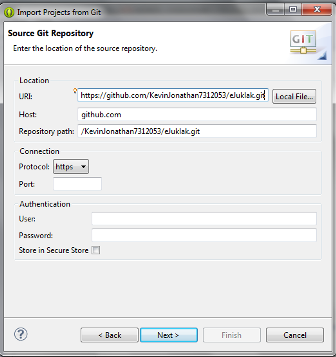 Import Projects from Git
Source Git Repository
Enter the location of the source repository.
GIT
Location
URI: https://github.com/KevinJonathan7312053/eJuklak.git Local File...
Host: github.com
Repository path: /KevinJonathan7312053/eJuklak.git
Connection
Protocol: https
Port:
Authentication
User:
Password:
Store in Secure Store
? < Back Next > Finish Cancel